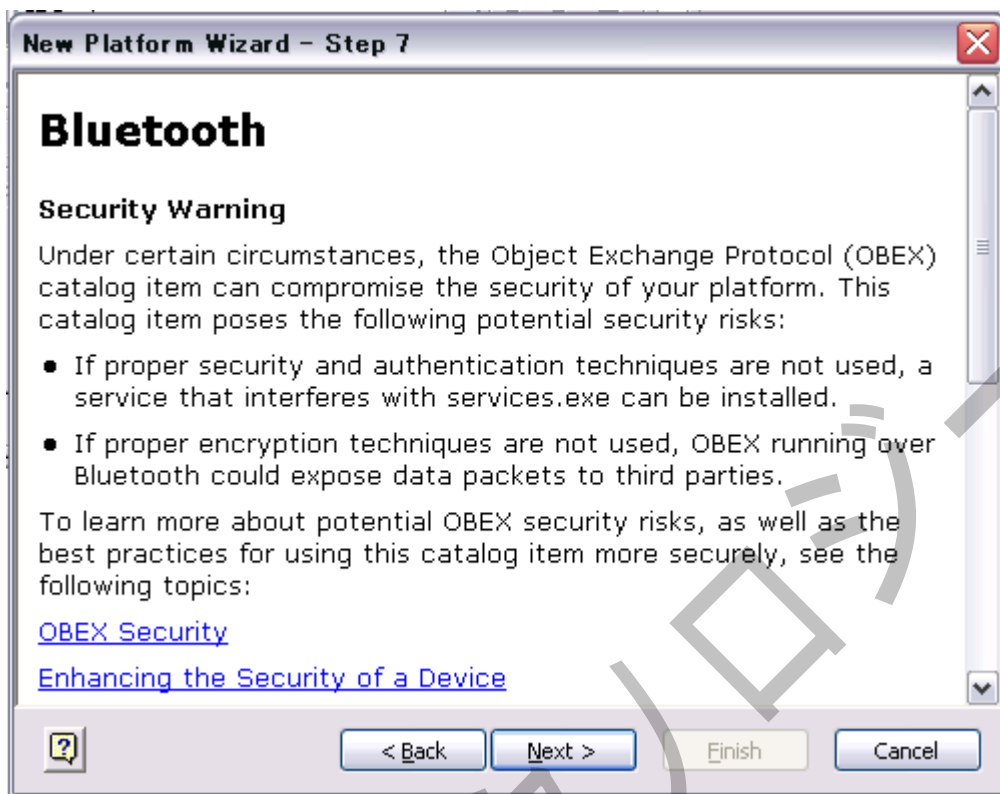 New Platform Wizard - Step 7
Bluetooth
Security Warning
Under certain circumstances, the Object Exchange Protocol (OBEX)
catalog item can compromise the security of your platform. This
catalog item poses the following potential security risks:
● If proper security and authentication techniques are not used, a
service that interferes with services.exe can be installed.
● If proper encryption techniques are not used, OBEX running over
Bluetooth could expose data packets to third parties.
To learn more about potential OBEX security risks, as well as the
best practices for using this catalog item more securely, see the
following topics:
OBEX Security
Enhancing the Security of a Device
< Back
Next >
Finish
Cancel